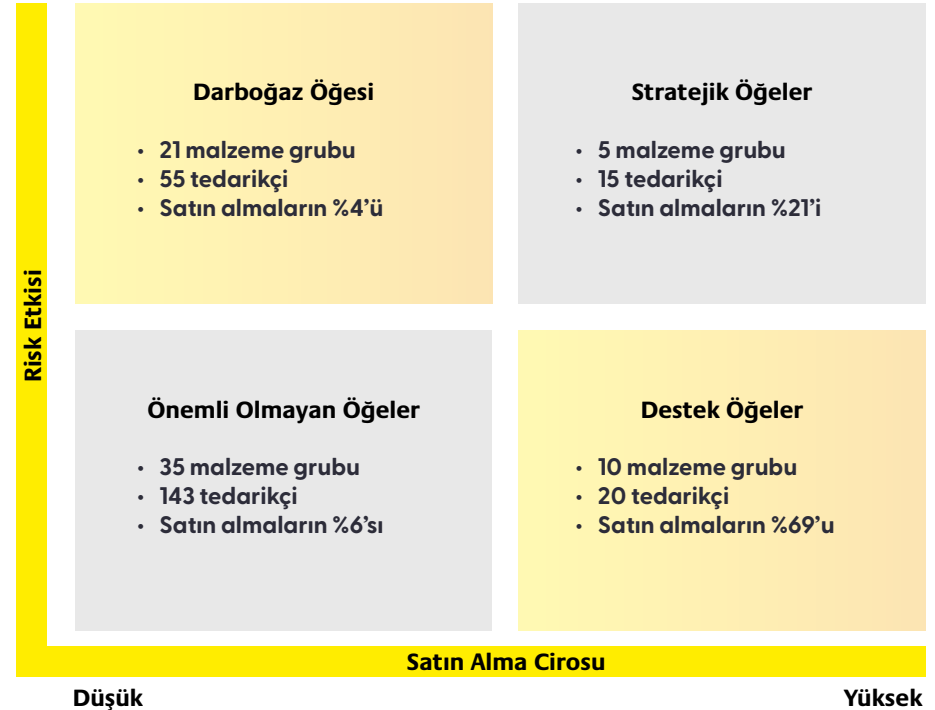 Risk Etkisi
Darboğaz Öğesi
• 21 malzeme grubu
• 55 tedarikçi
• Satın almaların %4’ü
Stratejik Öğeler
• 5 malzeme grubu
• 15 tedarikçi
• Satın almaların %21’i
Önemli Olmayan Öğeler
• 35 malzeme grubu
• 143 tedarikçi
• Satın almaların %6’sı
Destek Öğeler
• 10 malzeme grubu
• 20 tedarikçi
• Satın almaların %69’u
Satın Alma Cirosu
Düşük
Yüksek